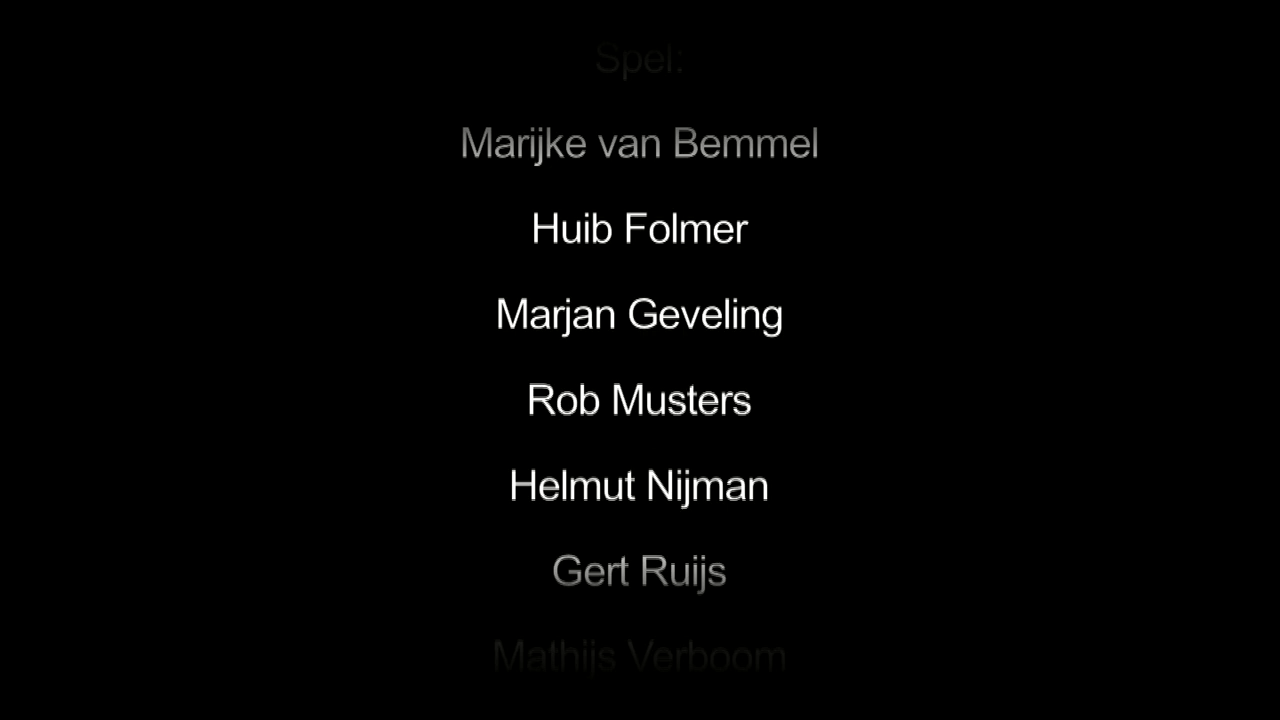 Spel:
Marijke van Bemmel
Huib Folmer
Marjan Geveling
Rob Musters
Helmut Nijman
Gert Ruijs
Mathijs Verboom